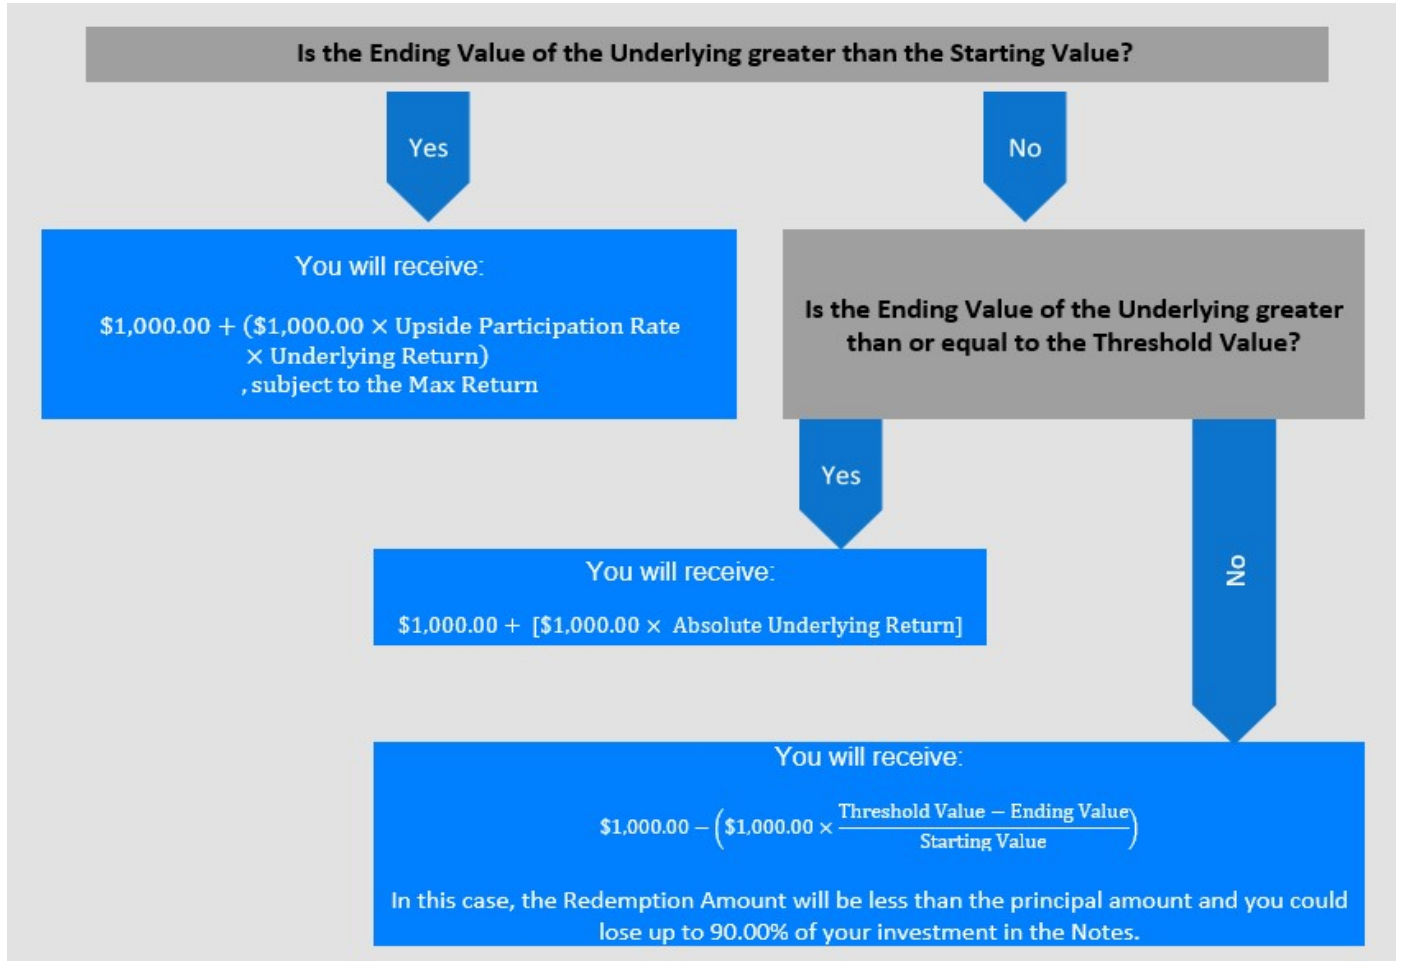 Is the Ending Value of the Underlying greater than the Starting Value?
Yes
No
You will receive:
$1,000.00 + ($1,000.00 × Upside Participation Rate
× Underlying Return)
, subject to the Max Return
Is the Ending Value of the Underlying greater
than or equal to the Threshold Value?
Yes
No
You will receive:
$1,000.00 + [$1,000.00 × Absolute Underlying Return]
You will receive:
$1,000.00 − ($1,000.00 × Threshold Value − Ending Value
Starting Value)
In this case, the Redemption Amount will be less than the principal amount and you could
lose up to 90.00% of your investment in the Notes.